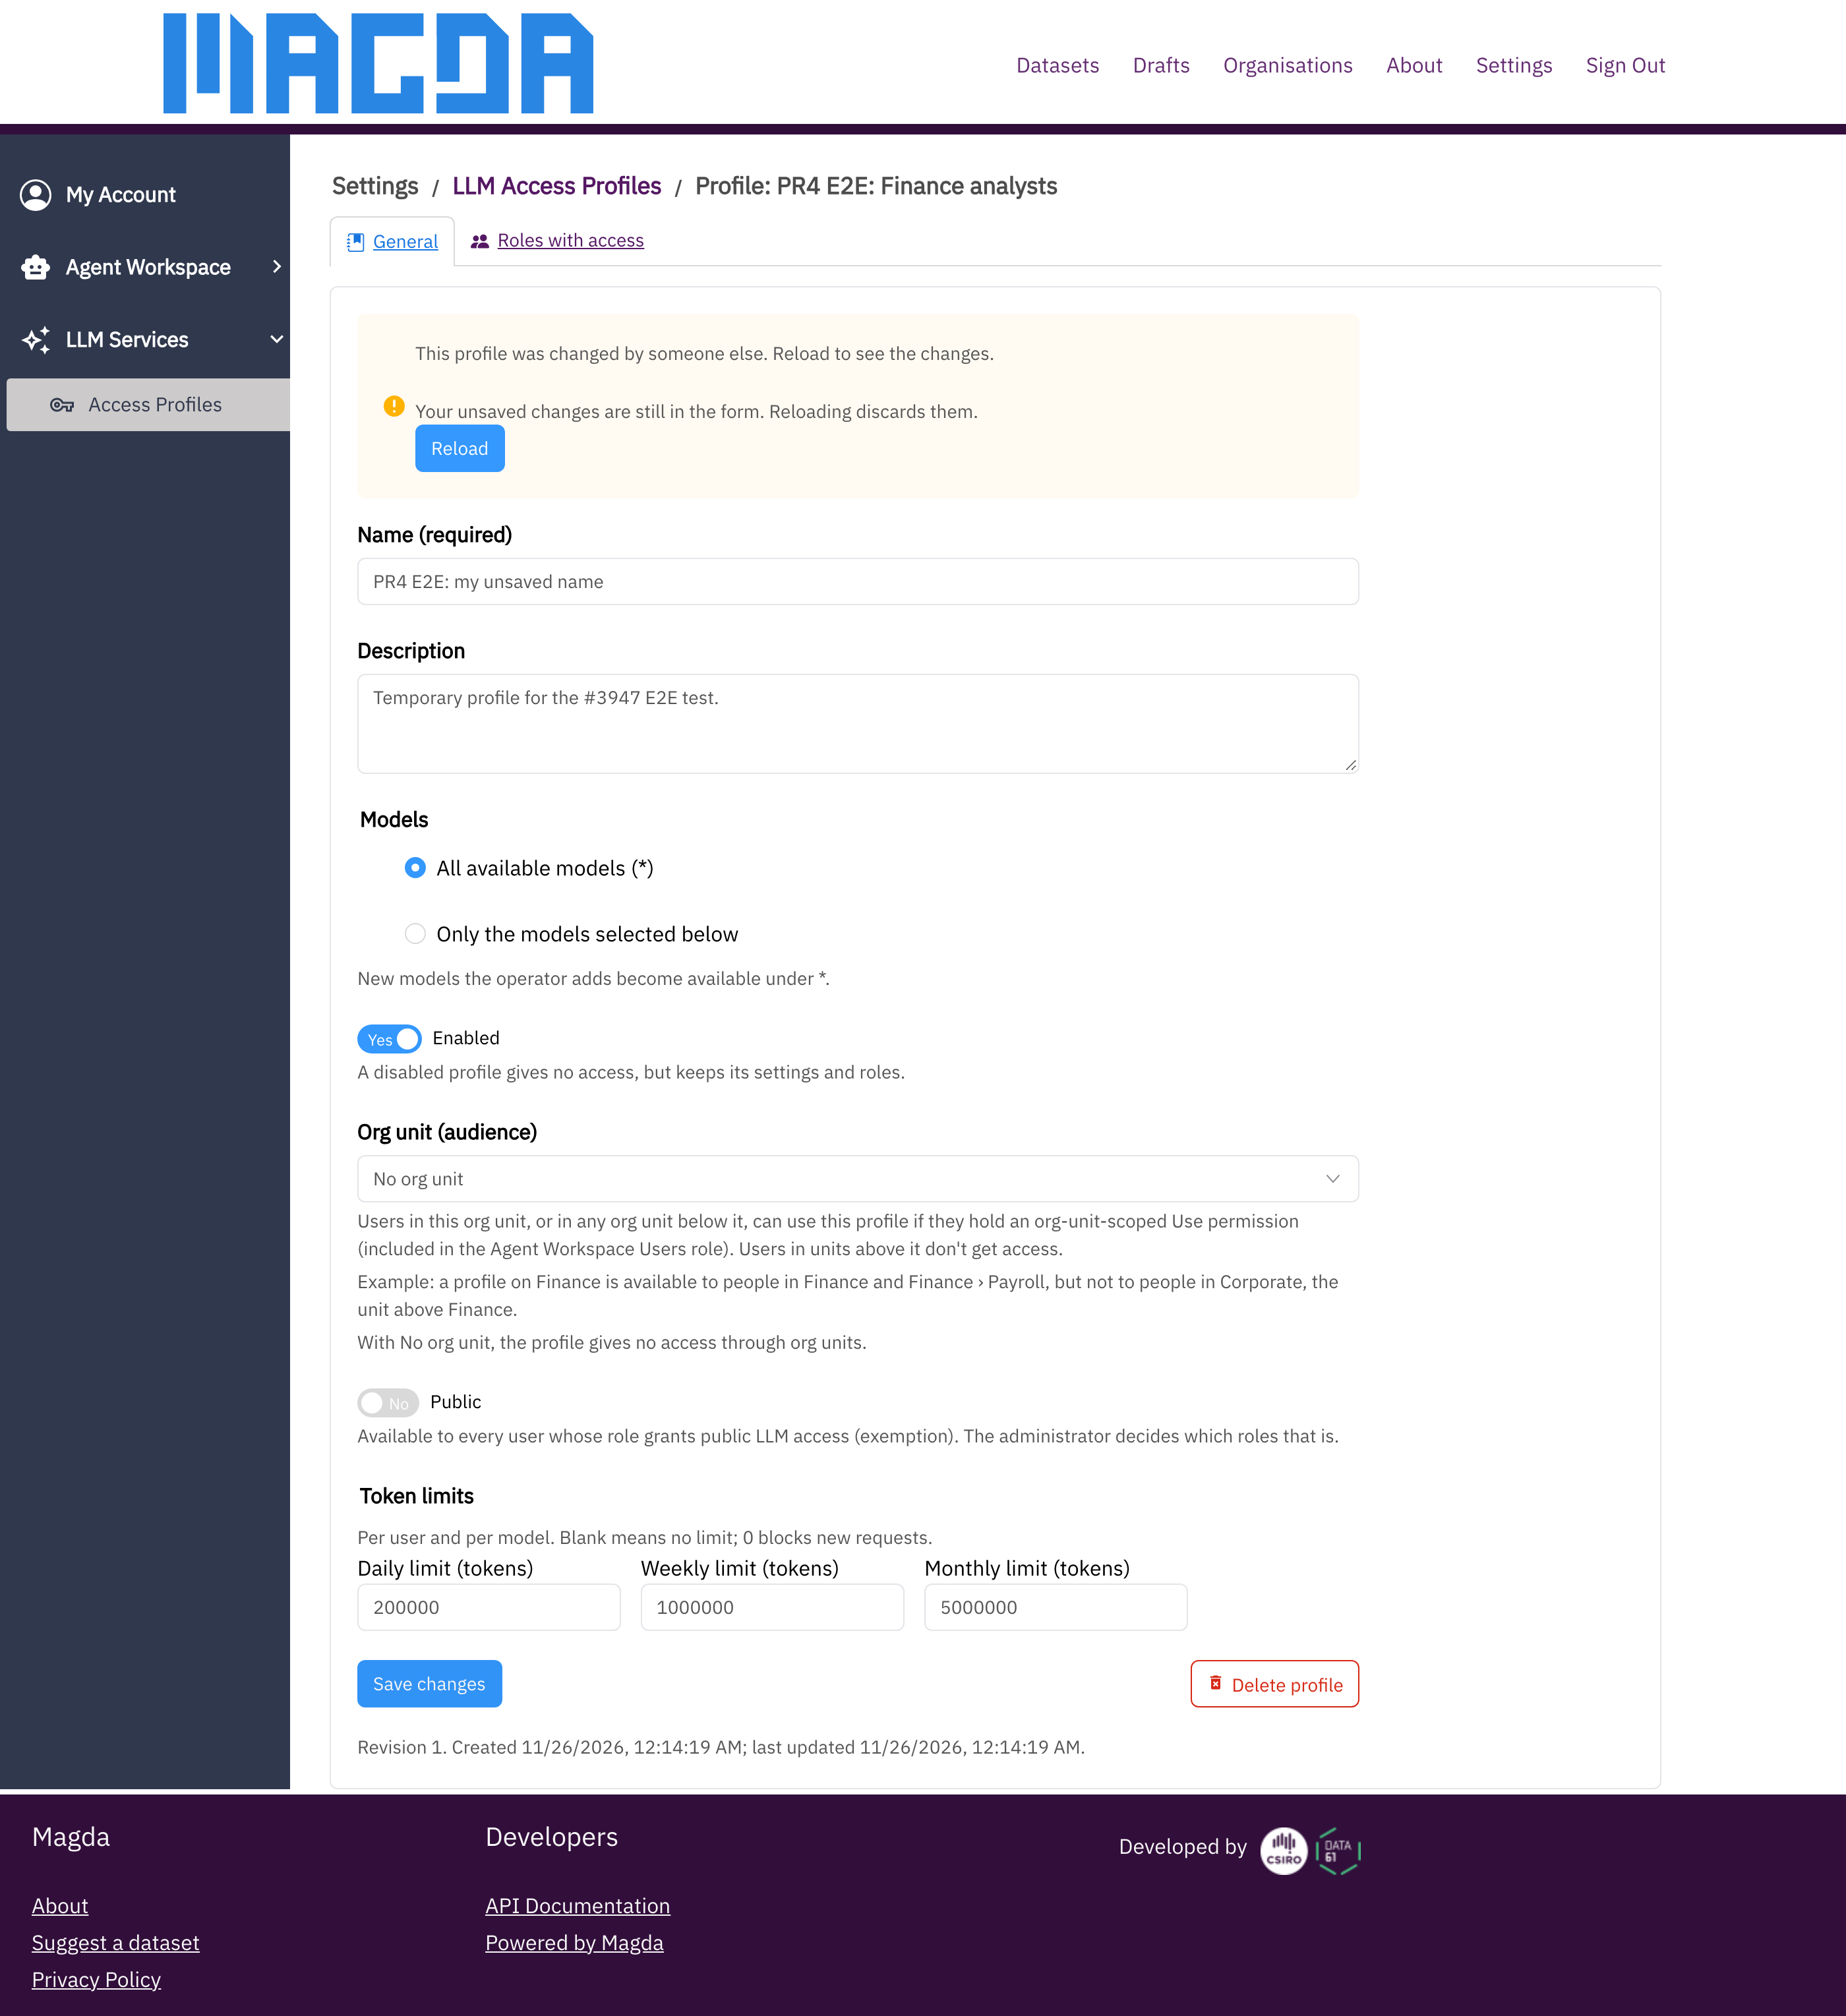 MAGDA
Datasets Drafts Organisations About Settings Sign Out
My Account
Agent Workspace
LLM Services
Access Profiles
Settings / LLM Access Profiles / Profile: PR4 E2E: Finance analysts
General Roles with access
This profile was changed by someone else. Reload to see the changes.
Your unsaved changes are still in the form. Reloading discards them.
Reload
Name (required)
PR4 E2E: my unsaved name
Description
Temporary profile for the #3947 E2E test.
Models
All available models (*)
Only the models selected below
New models the operator adds become available under *.
Yes Enabled
A disabled profile gives no access, but keeps its settings and roles.
Org unit (audience)
No org unit
Users in this org unit, or in any org unit below it, can use this profile if they hold an org-unit-scoped Use permission
(included in the Agent Workspace Users role). Users in units above it don't get access.
Example: a profile on Finance is available to people in Finance and Finance › Payroll, but not to people in Corporate, the
unit above Finance.
With No org unit, the profile gives no access through org units.
No Public
Available to every user whose role grants public LLM access (exemption). The administrator decides which roles that is.
Token limits
Per user and per model. Blank means no limit; 0 blocks new requests.
Daily limit (tokens) Weekly limit (tokens) Monthly limit (tokens)
200000 1000000 5000000
Save changes Delete profile
Revision 1. Created 11/26/2026, 12:14:19 AM; last updated 11/26/2026, 12:14:19 AM.
Magda
About
Suggest a dataset
Privacy Policy
Developers
API Documentation
Powered by Magda
Developed by CSIRO DATA 61